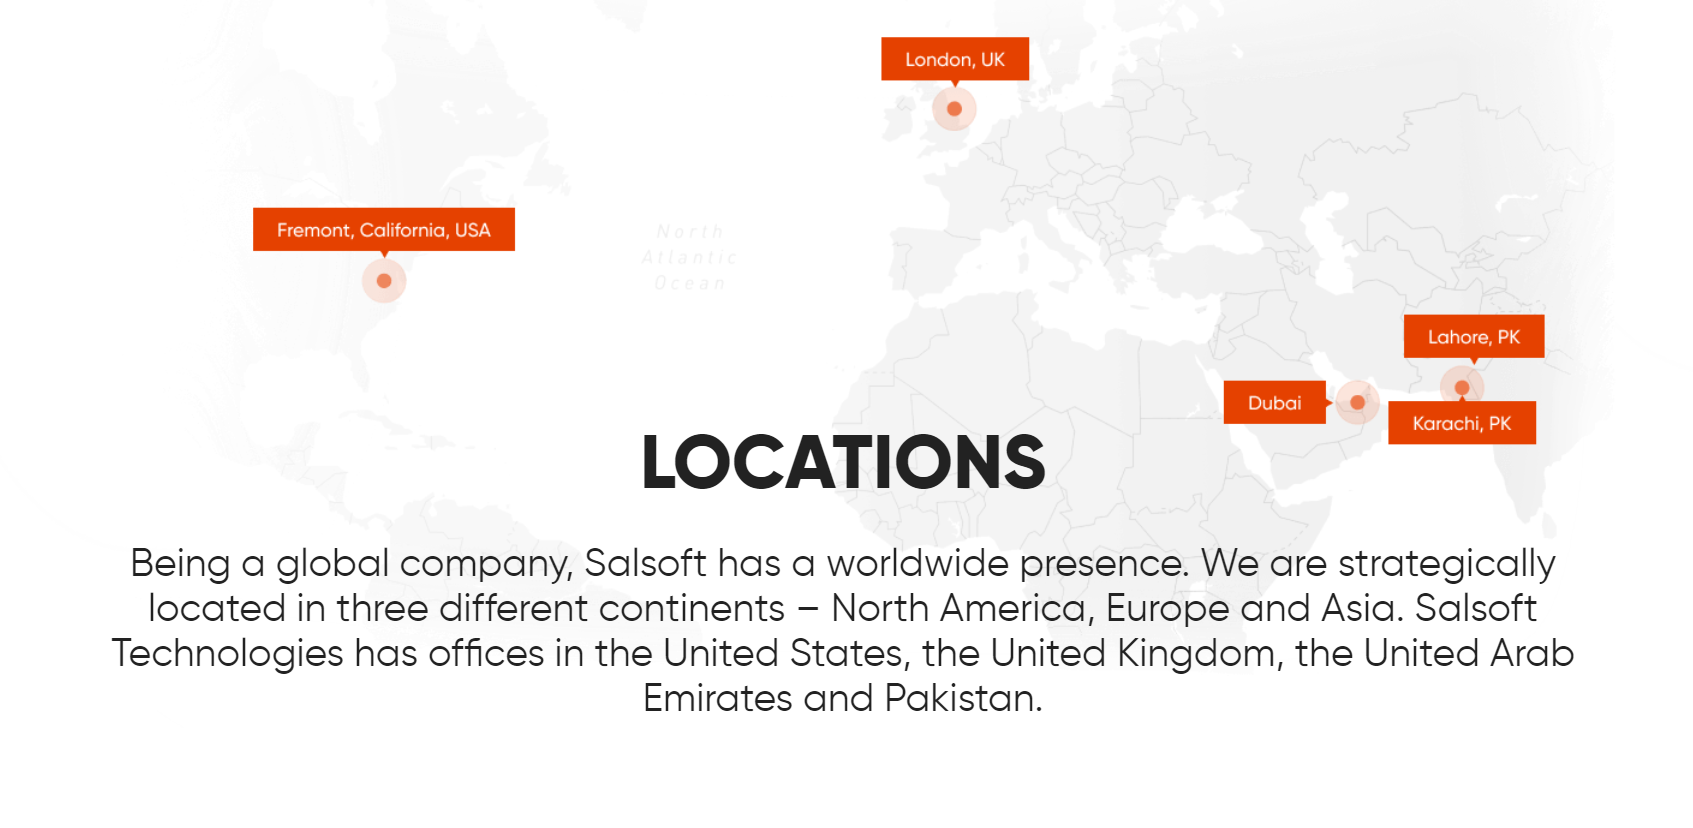 London, UK
Fremont, California, USA
North
Atlantic
Ocean
Lahore, PK
Dubai
Karachi, PK
LOCATIONS
Being a global company, Salsoft has a worldwide presence. We are strategically
located in three different continents – North America, Europe and Asia. Salsoft
Technologies has offices in the United States, the United Kingdom, the United Arab
Emirates and Pakistan.